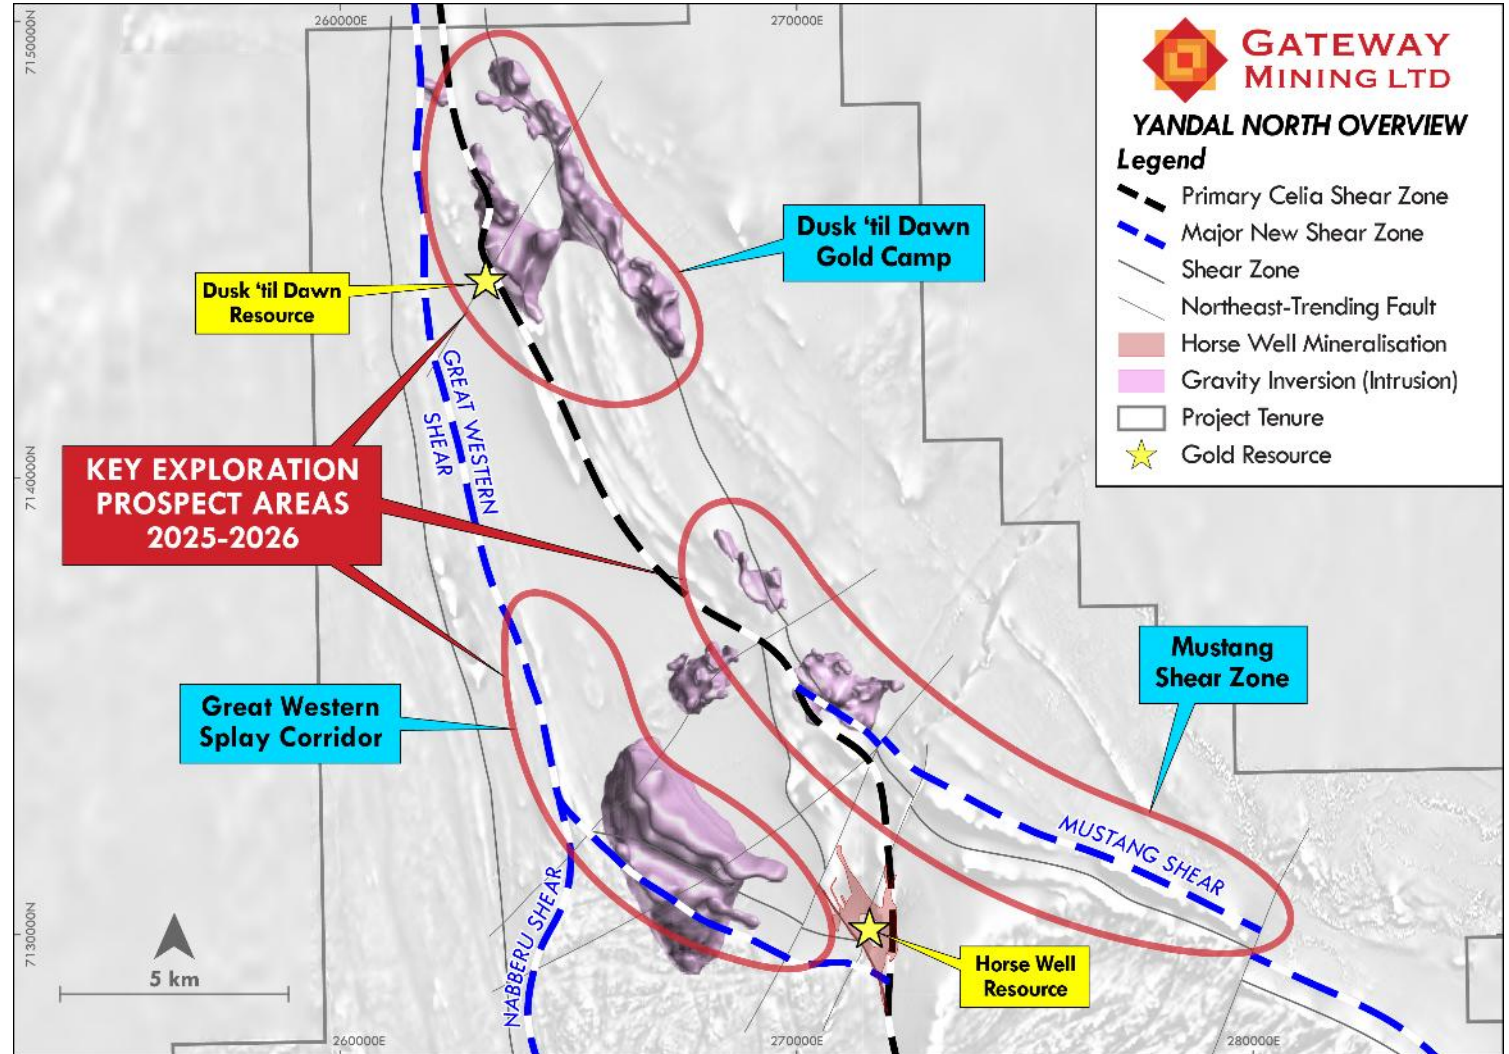 260000E
270000E
7150000N
GATEWAY
MINING LTD
YANDAL NORTH OVERVIEW
Legend
Primary Celia Shear Zone
Major New Shear Zone
Shear Zone
Northeast-Trending Fault
Horse Well Mineralisation
Gravity Inversion (Intrusion)
Project Tenure
Gold Resource
Dusk ‘til Dawn
Gold Camp
Dusk ‘til Dawn
Resource
GREAT WESTERN
SHEAR
KEY EXPLORATION
PROSPECT AREAS
2025-2026
7140000N
Mustang
Shear Zone
Great Western
Splay Corridor
MUSTANG SHEAR
NABBERU SHEAR
7130000N
5 km
Horse Well
Resource
260000E
270000E
280000E